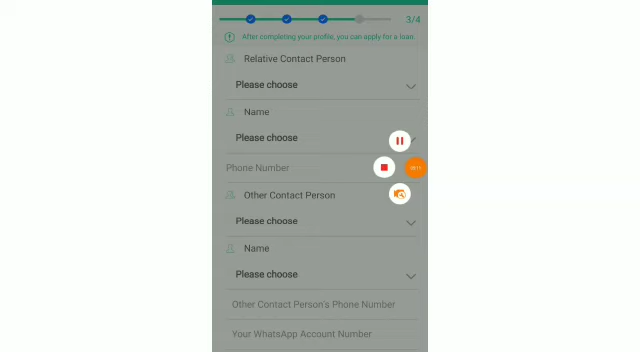 3/4
After completing your profile, you can apply for a loan.
Relative Contact Person
Please choose
Name
Please choose
Phone Number
Other Contact Person
Please choose
Name
Please choose
Other Contact Person's Phone Number
Your WhatsApp Account Number